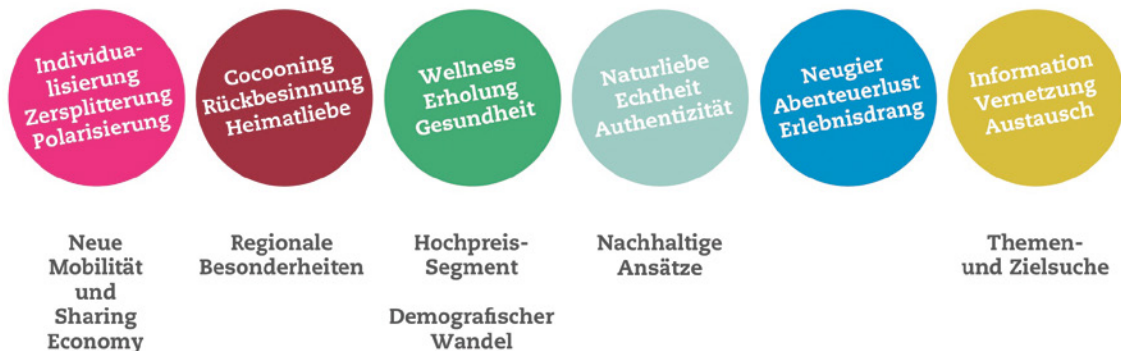 Individua-
lisierung
Zersplitterung
Polarisierung
Cocooning
Rückbesinnung
Heimatliebe
Wellness
Erholung
Gesundheit
Naturliebe
Echtheit
Authentizität
Neugier
Abenteuerlust
Erlebnisdrang
Information
Vernetzung
Austausch
Neue
Mobilität
und
Sharing
Economy
Regionale
Besonderheiten
Hochpreis-
Segment
Demografischer
Wandel
Nachhaltige
Ansätze
Themen-
und Zielsuche